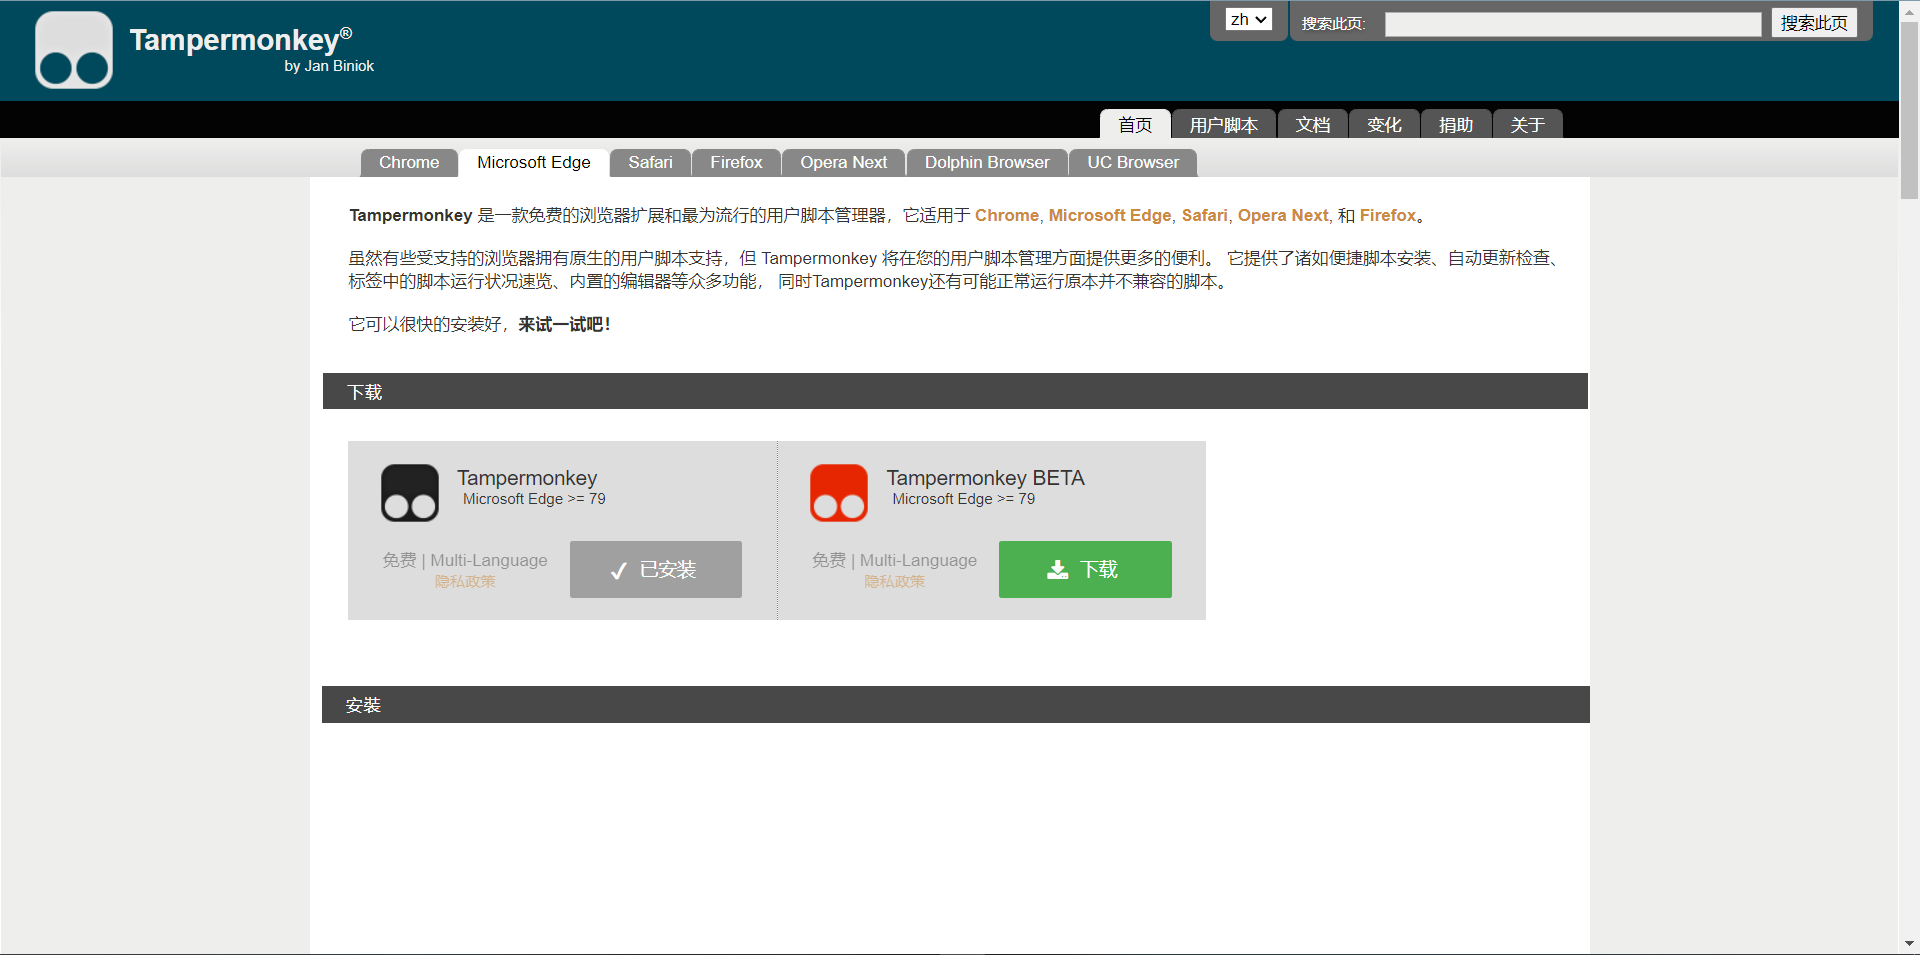 Tampermonkey®
by Jan Biniok
zh
搜索此页:
搜索此页
首页
用户脚本
文档
变化
捐助
关于
Chrome
Microsoft Edge
Safari
Firefox
Opera Next
Dolphin Browser
UC Browser
Tampermonkey 是一款免费的浏览器扩展和最为流行的用户脚本管理器，它适用于 Chrome, Microsoft Edge, Safari, Opera Next, 和 Firefox。
虽然有些受支持的浏览器拥有原生的用户脚本支持，但 Tampermonkey 将在您的用户脚本管理方面提供更多的便利。 它提供了诸如便捷脚本安装、自动更新检查、
标签中的脚本运行状况速览、内置的编辑器等众多功能， 同时Tampermonkey还有可能正常运行原本并不兼容的脚本。
它可以很快的安装好，来试一试吧！
下载
Tampermonkey
Microsoft Edge >= 79
免费 | Multi-Language
隐私政策
已安装
Tampermonkey BETA
Microsoft Edge >= 79
免费 | Multi-Language
隐私政策
下载
安裝